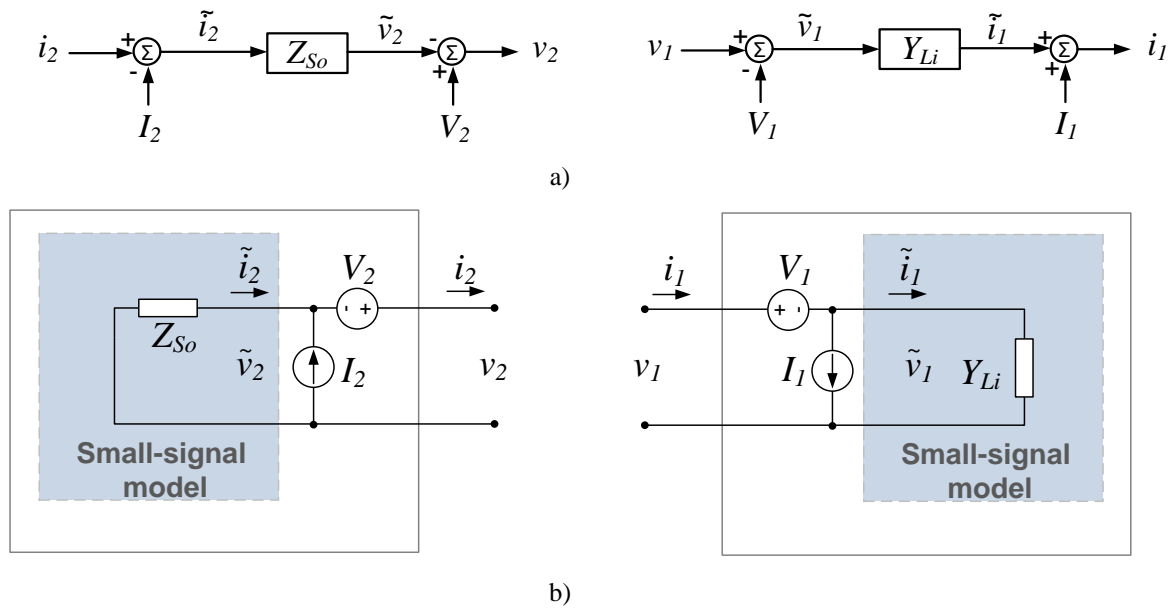 i₂ + - Σ ĩ₂ Z_So ṽ₂ - + Σ v₂
I₂ V₂
v₁ + - Σ ṽ₁ Y_Li ĩ₁ + + Σ i₁
V₁ I₁
a)
ĩ₂ V₂ i₂
- +
Z_So
ṽ₂ I₂ v₂
Small-signal
model
i₁ V₁ ĩ₁
+ -
v₁ I₁ ṽ₁ Y_Li
Small-signal
model
b)